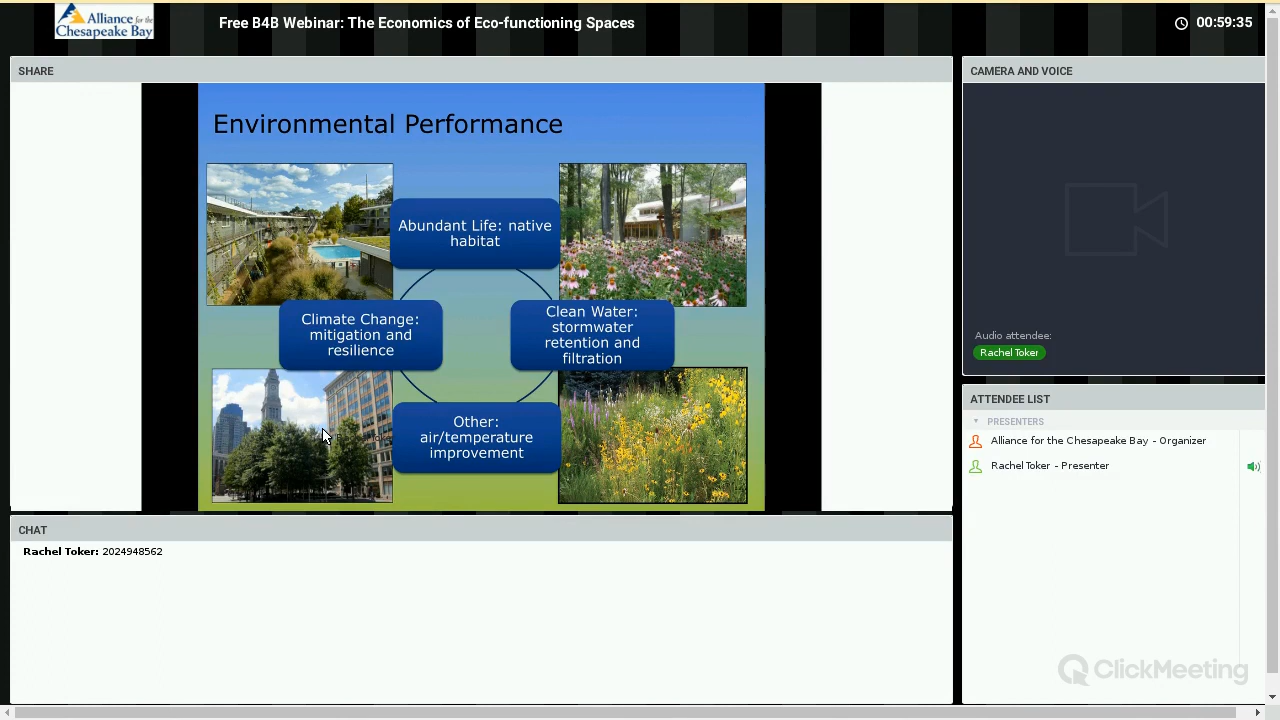 Alliance for the
Chesapeake Bay
Free B4B Webinar: The Economics of Eco-functioning Spaces
00:59:35
SHARE
Environmental Performance
Abundant Life: native
habitat
Climate Change:
mitigation and
resilience
Clean Water:
stormwater
retention and
filtration
Other:
air/temperature
improvement
CAMERA AND VOICE
Audio attendee:
Rachel Toker
ATTENDEE LIST
PRESENTERS
Alliance for the Chesapeake Bay - Organizer
Rachel Toker - Presenter
CHAT
Rachel Toker: 2024948562
ClickMeeting